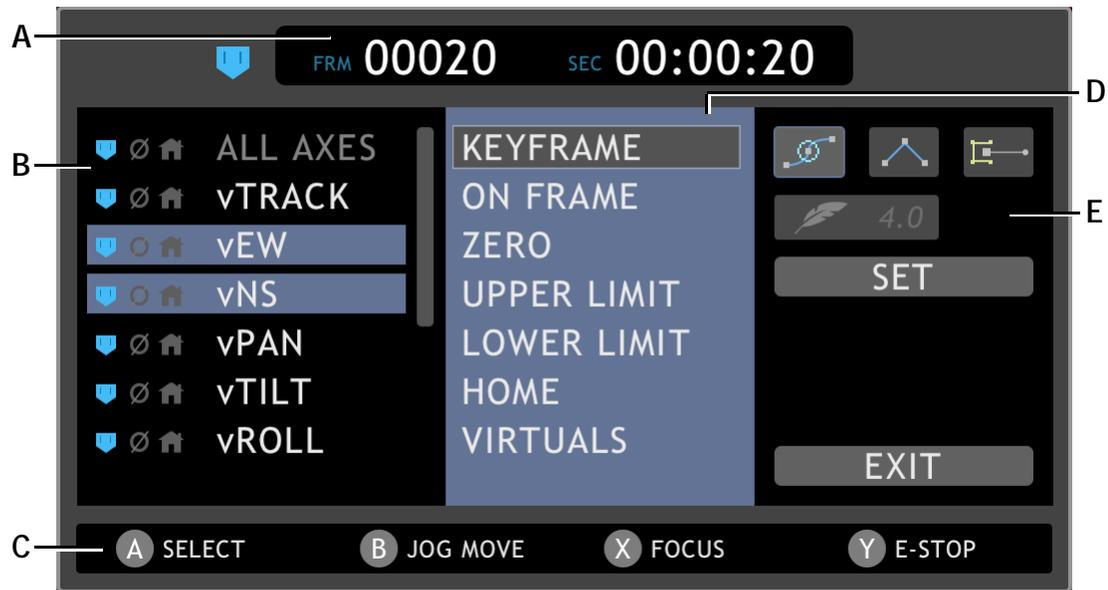 A
FRM 00020 SEC 00:00:20
D
B
ALL AXES
vTRACK
vEW
vNS
vPAN
vTILT
vROLL
KEYFRAME
ON FRAME
ZERO
UPPER LIMIT
LOWER LIMIT
HOME
VIRTUALS
4.0
E
SET
EXIT
C
A SELECT B JOG MOVE X FOCUS Y E-STOP